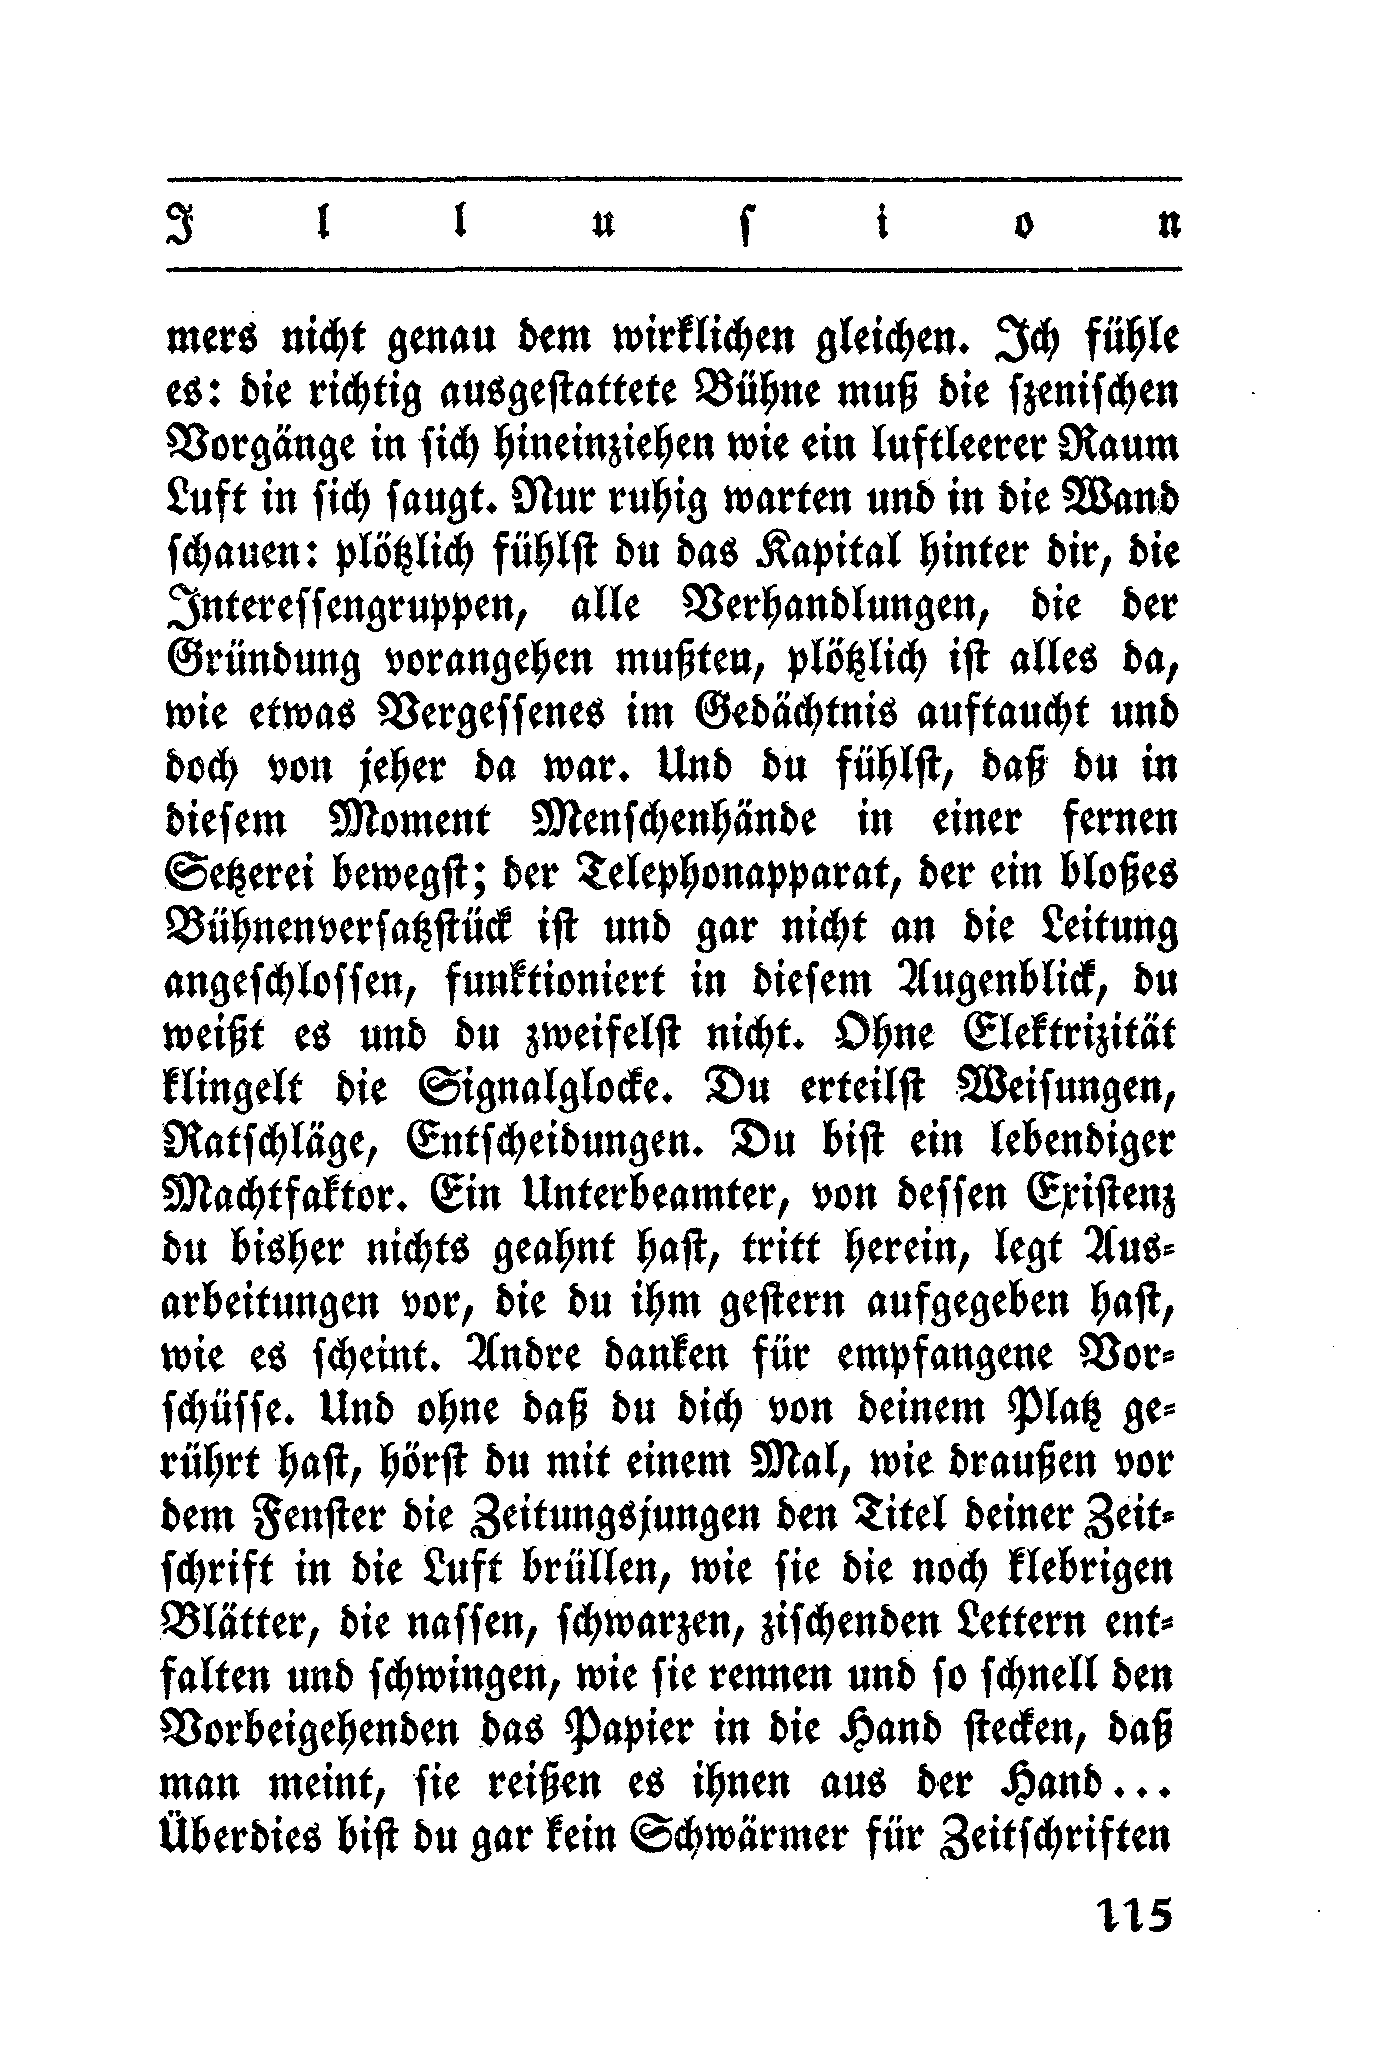 I l l u s i o n
mers nicht genau dem wirklichen gleichen. Ich fühle
es: die richtig ausgestattete Bühne muß die szenischen
Vorgänge in sich hineinziehen wie ein luftleerer Raum
Luft in sich saugt. Nur ruhig warten und in die Wand
schauen: plötzlich fühlst du das Kapital hinter dir, die
Interessengruppen, alle Verhandlungen, die der
Gründung vorangehen mußten, plötzlich ist alles da,
wie etwas Vergessenes im Gedächtnis auftaucht und
doch von jeher da war. Und du fühlst, daß du in
diesem Moment Menschenhände in einer fernen
Setzerei bewegst; der Telephonapparat, der ein bloßes
Bühnenversatzstück ist und gar nicht an die Leitung
angeschlossen, funktioniert in diesem Augenblick, du
weißt es und du zweifelst nicht. Ohne Elektrizität
klingelt die Signalglocke. Du erteilst Weisungen,
Ratschläge, Entscheidungen. Du bist ein lebendiger
Machtfaktor. Ein Unterbeamter, von dessen Existenz
du bisher nichts geahnt hast, tritt herein, legt Aus-
arbeitungen vor, die du ihm gestern aufgegeben hast,
wie es scheint. Andre danken für empfangene Vor-
schüsse. Und ohne daß du dich von deinem Platz ge-
rührt hast, hörst du mit einem Mal, wie draußen vor
dem Fenster die Zeitungsjungen den Titel deiner Zeit-
schrift in die Luft brüllen, wie sie die noch klebrigen
Blätter, die nassen, schwarzen, zischenden Lettern ent-
falten und schwingen, wie sie rennen und so schnell den
Vorbeigehenden das Papier in die Hand stecken, daß
man meint, sie reißen es ihnen aus der Hand...
Überdies bist du gar kein Schwärmer für Zeitschriften
115